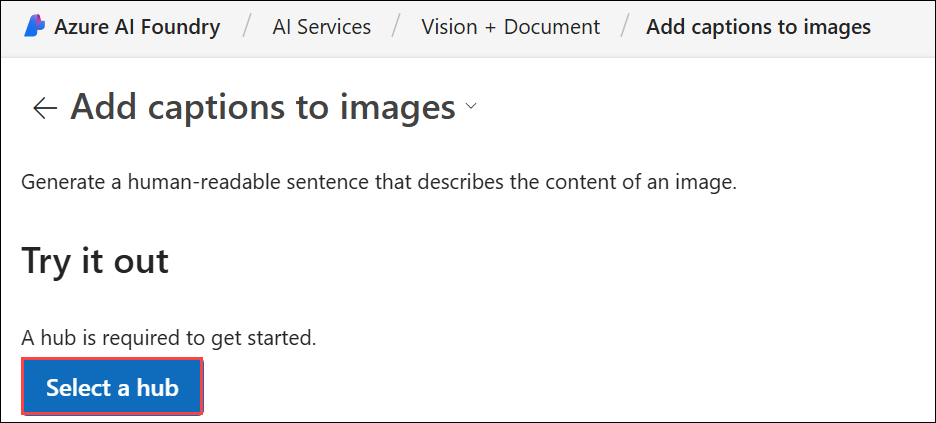 Azure AI Foundry / AI Services / Vision + Document / Add captions to images
Add captions to images
Generate a human-readable sentence that describes the content of an image.
Try it out
A hub is required to get started.
Select a hub